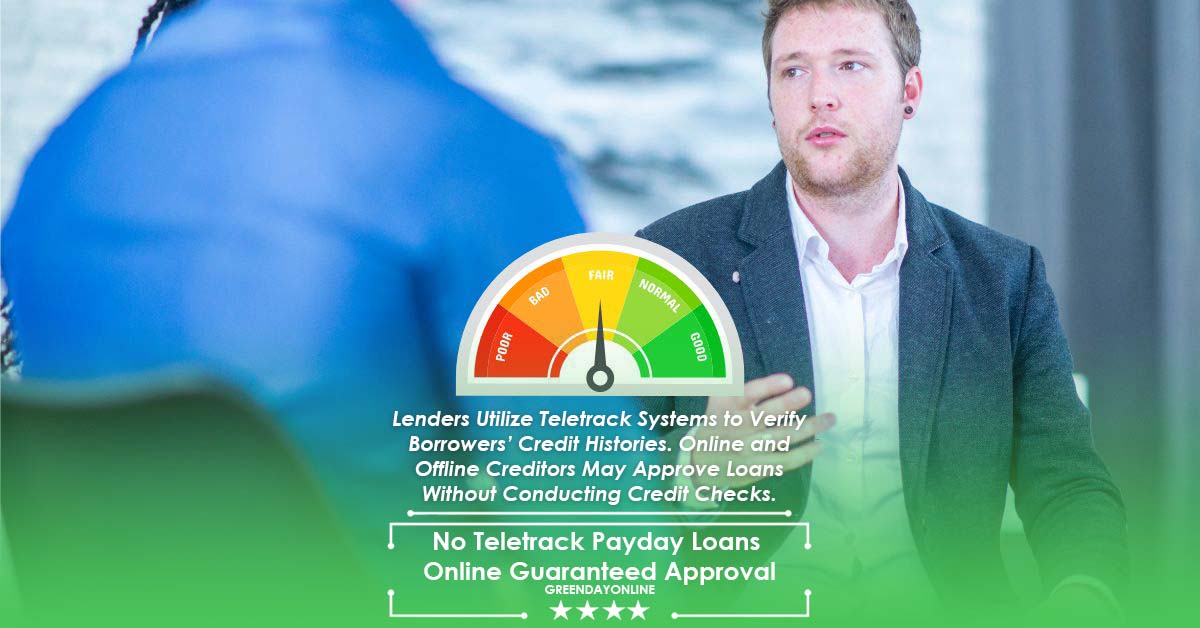 POOR
BAD
FAIR
NORMAL
GOOD
Lenders Utilize Teletrack Systems to Verify
Borrowers’ Credit Histories. Online and
Offline Creditors May Approve Loans
Without Conducting Credit Checks.
No Teletrack Payday Loans
Online Guaranteed Approval
GREENDAYONLINE